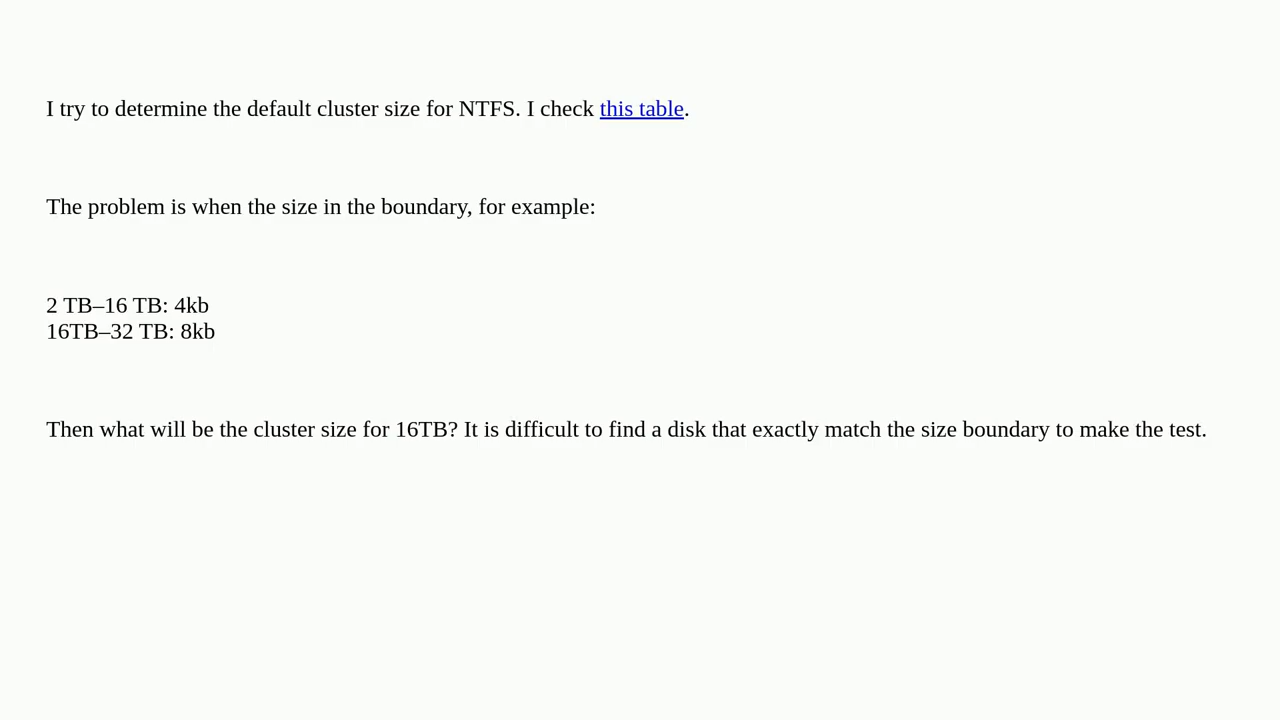 I try to determine the default cluster size for NTFS. I check this table.
The problem is when the size in the boundary, for example:
2 TB–16 TB: 4kb
16TB–32 TB: 8kb
Then what will be the cluster size for 16TB? It is difficult to find a disk that exactly match the size boundary to make the test.